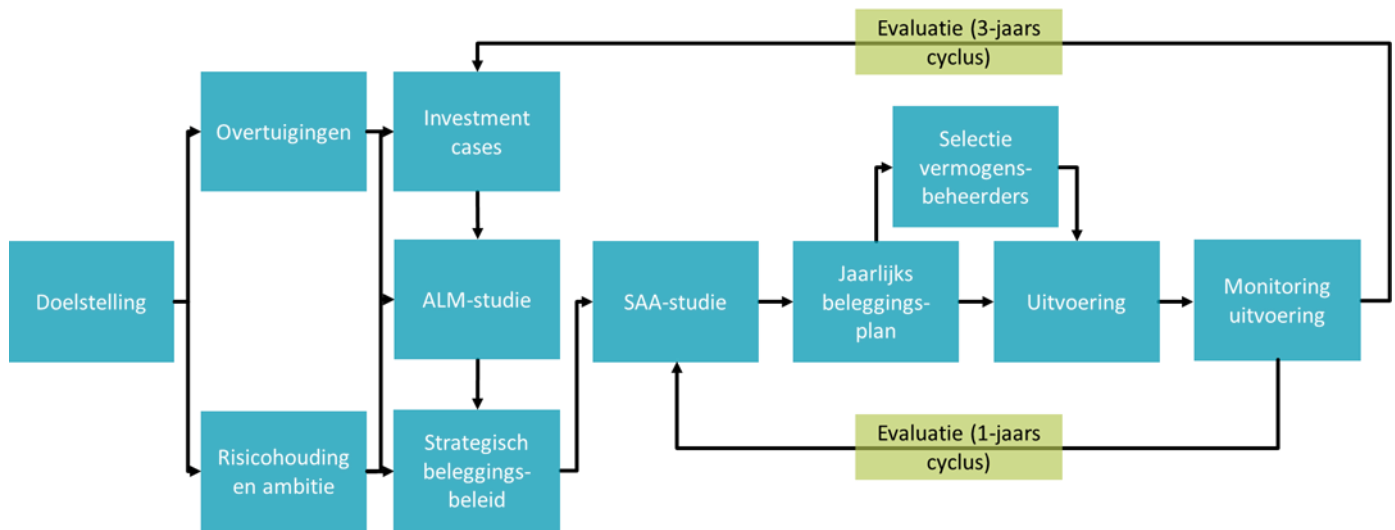 Evaluatie (3-jaars
cyclus)
Overtuigingen
Investment
cases
Selectie
vermogens-
beheerders
Doelstelling
ALM-studie
SAA-studie
Jaarlijks
beleggings-
plan
Uitvoering
Monitoring
uitvoering
Risicohouding
en ambitie
Strategisch
beleggings-
beleid
Evaluatie (1-jaars
cyclus)